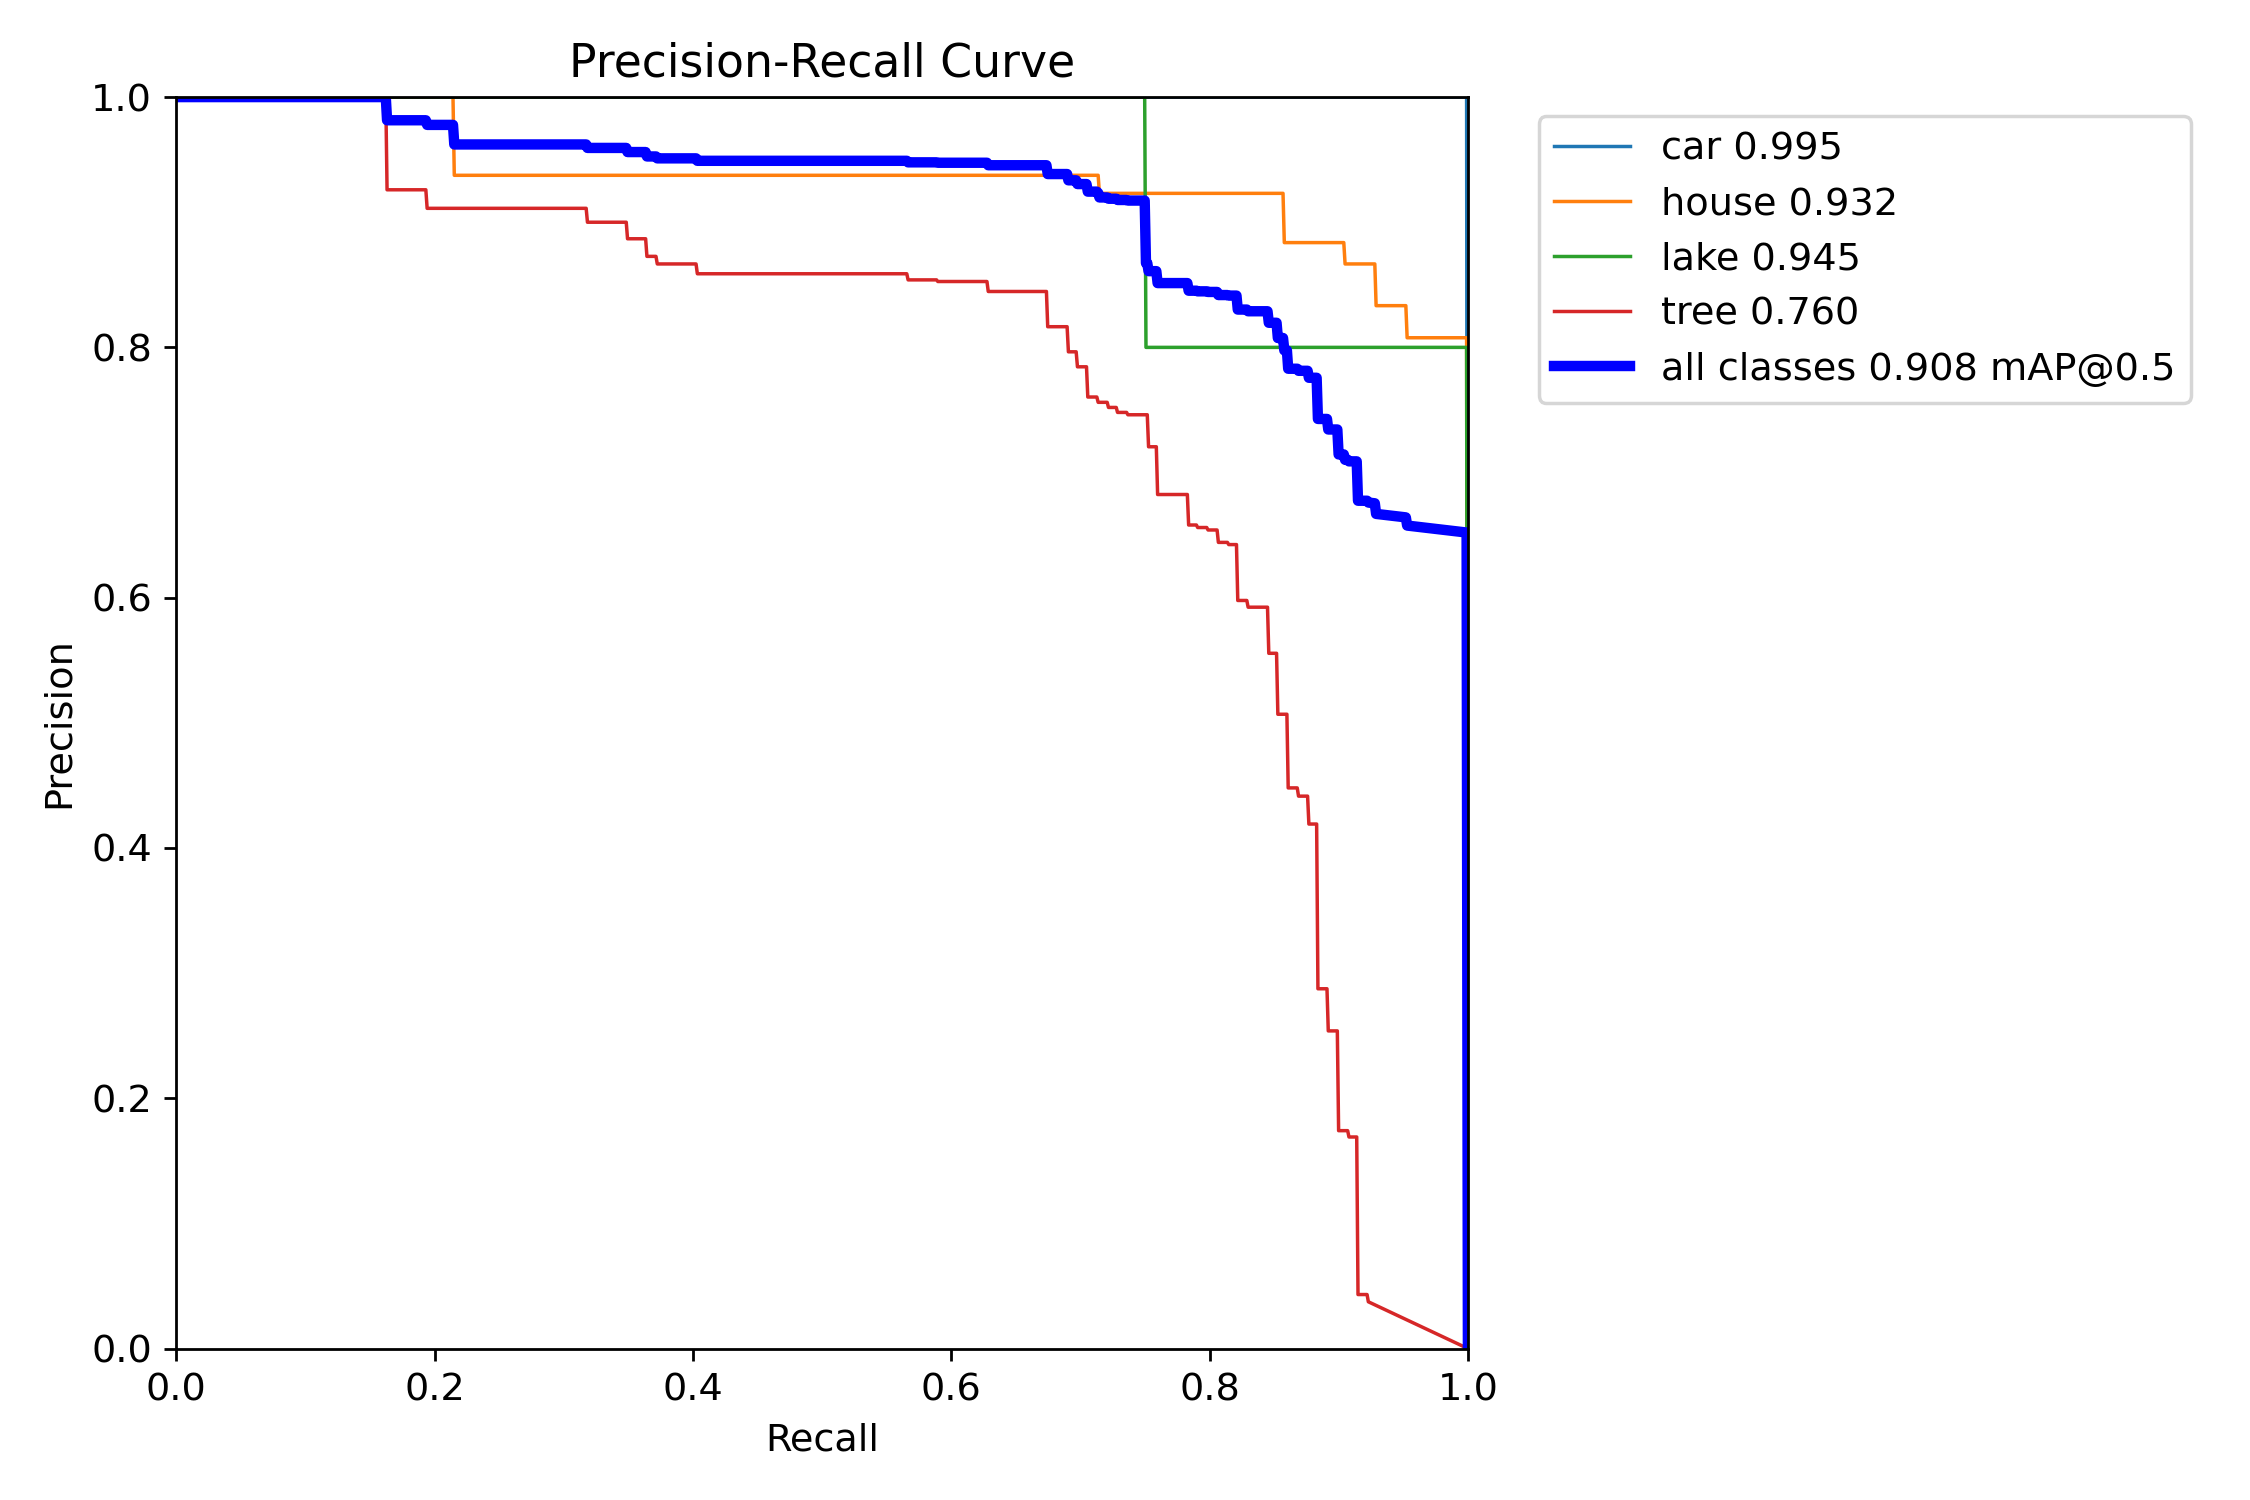 Precision-Recall Curve
1.0
0.8
0.6
0.4
0.2
0.0
Precision
0.0 0.2 0.4 0.6 0.8 1.0
Recall
car 0.995
house 0.932
lake 0.945
tree 0.760
all classes 0.908 mAP@0.5